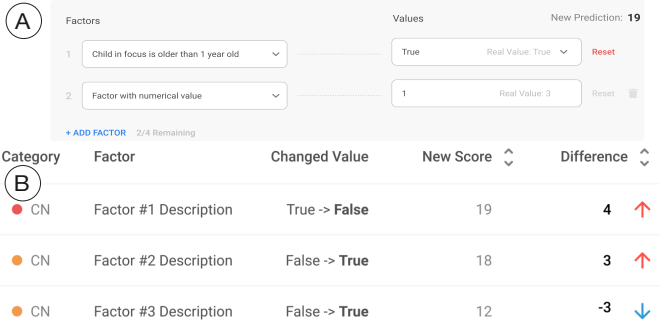 A
Factors Values New Prediction: 19
1 Child in focus is older than 1 year old True Real Value: True Reset
2 Factor with numerical value 1 Real Value: 3 Reset
+ ADD FACTOR 2/4 Remaining
Category Factor Changed Value New Score Difference
B
CN Factor #1 Description True -> False 19 4
CN Factor #2 Description False -> True 18 3
CN Factor #3 Description False -> True 12 -3